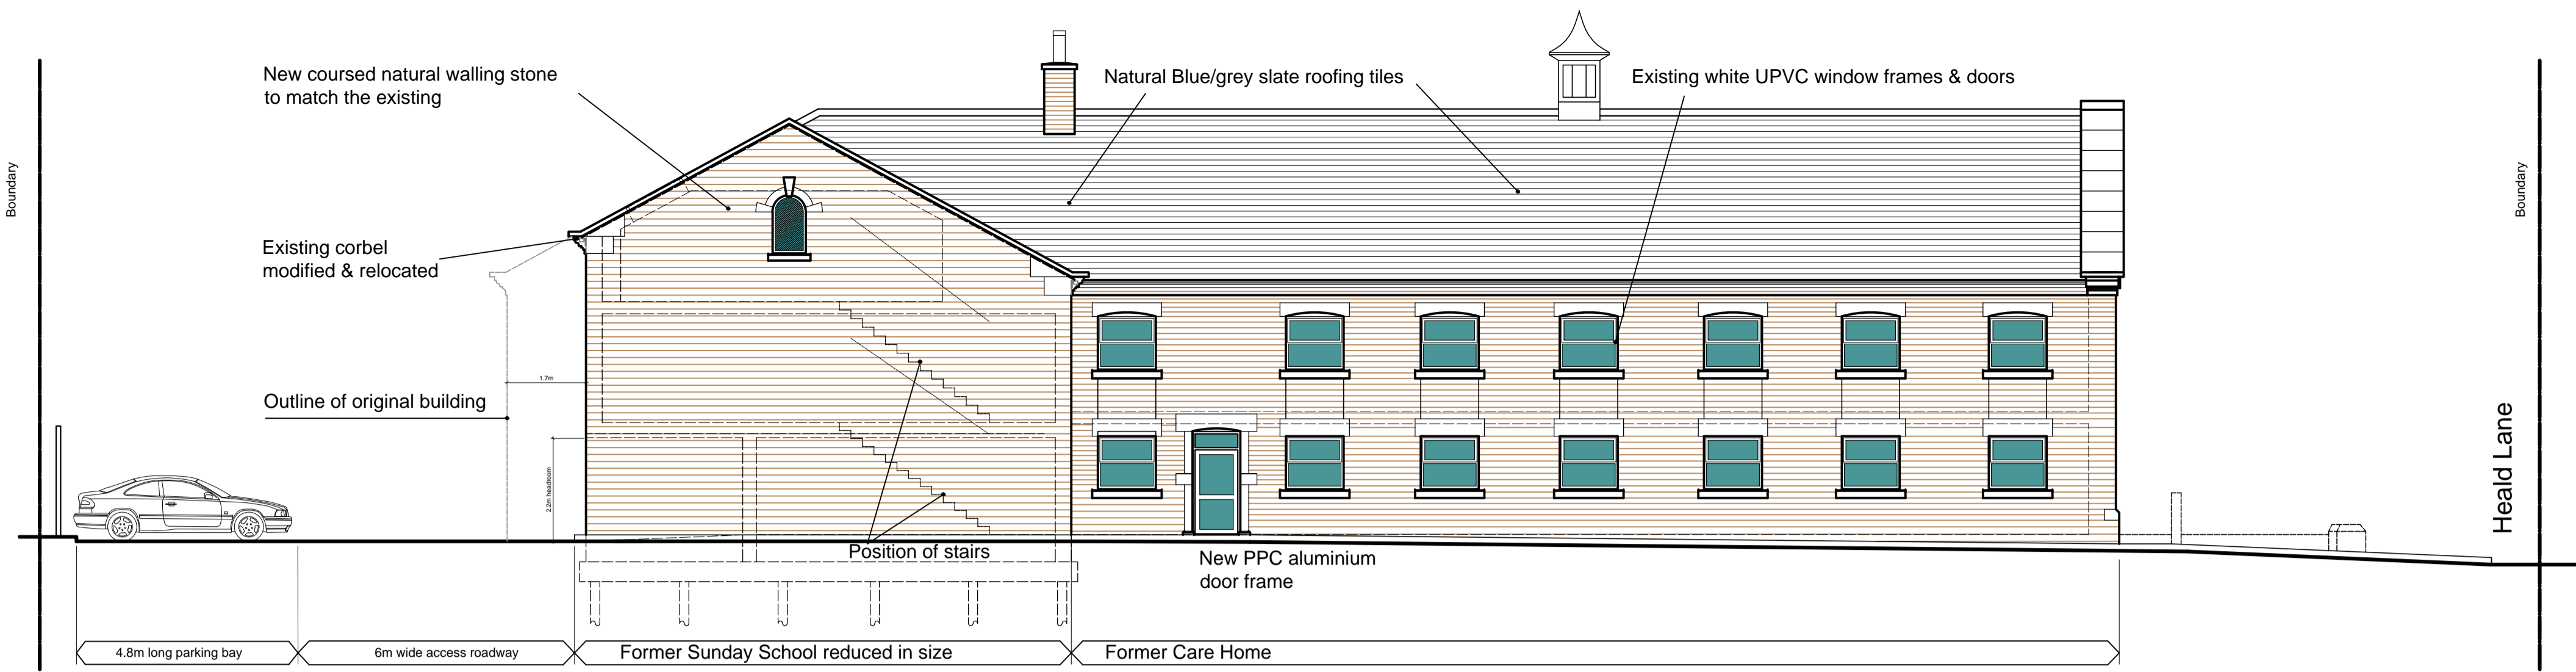 New coursed natural walling stone
to match the existing
Natural Blue/grey slate roofing tiles
Existing white UPVC window frames & doors
Boundary
Boundary
Existing corbel
modified & relocated
1.7m
Outline of original building
2.2m headroom
Heald Lane
Position of stairs
New PPC aluminium
door frame
4.8m long parking bay
6m wide access roadway
Former Sunday School reduced in size
Former Care Home